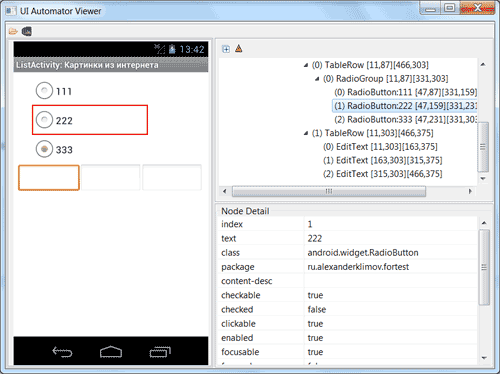 UI Automator Viewer
13:42
ListActivity: Картинки из интернета
111
222
333
(0) TableRow [11,87][466,303]
(0) RadioGroup [11,87][331,303]
(0) RadioButton:111 [47,87][331,159]
(1) RadioButton:222 [47,159][331,231]
(2) RadioButton:333 [47,231][331,303
(1) TableRow [11,303][466,375]
(0) EditText [11,303][163,375]
(1) EditText [163,303][315,375]
(2) EditText [315,303][466,375]
Node Detail
index 1
text 222
class android.widget.RadioButton
package ru.alexanderklimov.fortest
content-desc
checkable true
checked false
clickable true
enabled true
focusable true